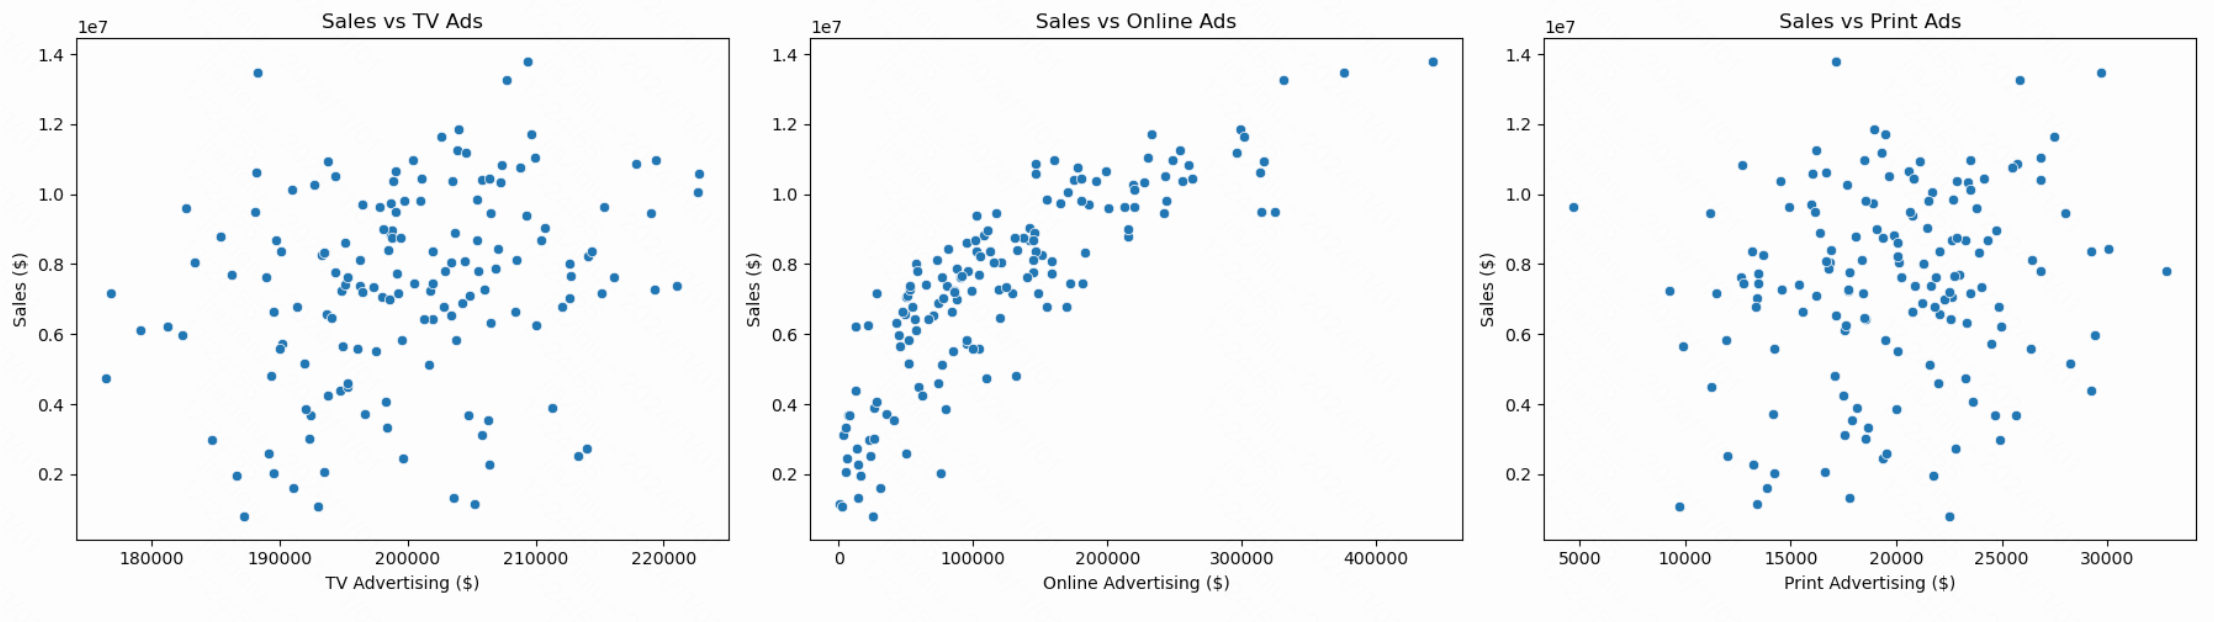 Sales vs TV Ads
1e7
1.4
1.2
1.0
0.8
0.6
0.4
0.2
Sales ($)
180000 190000 200000 210000 220000
TV Advertising ($)
Sales vs Online Ads
1e7
1.4
1.2
1.0
0.8
0.6
0.4
0.2
Sales ($)
0 100000 200000 300000 400000
Online Advertising ($)
Sales vs Print Ads
1e7
1.4
1.2
1.0
0.8
0.6
0.4
0.2
Sales ($)
5000 10000 15000 20000 25000 30000
Print Advertising ($)